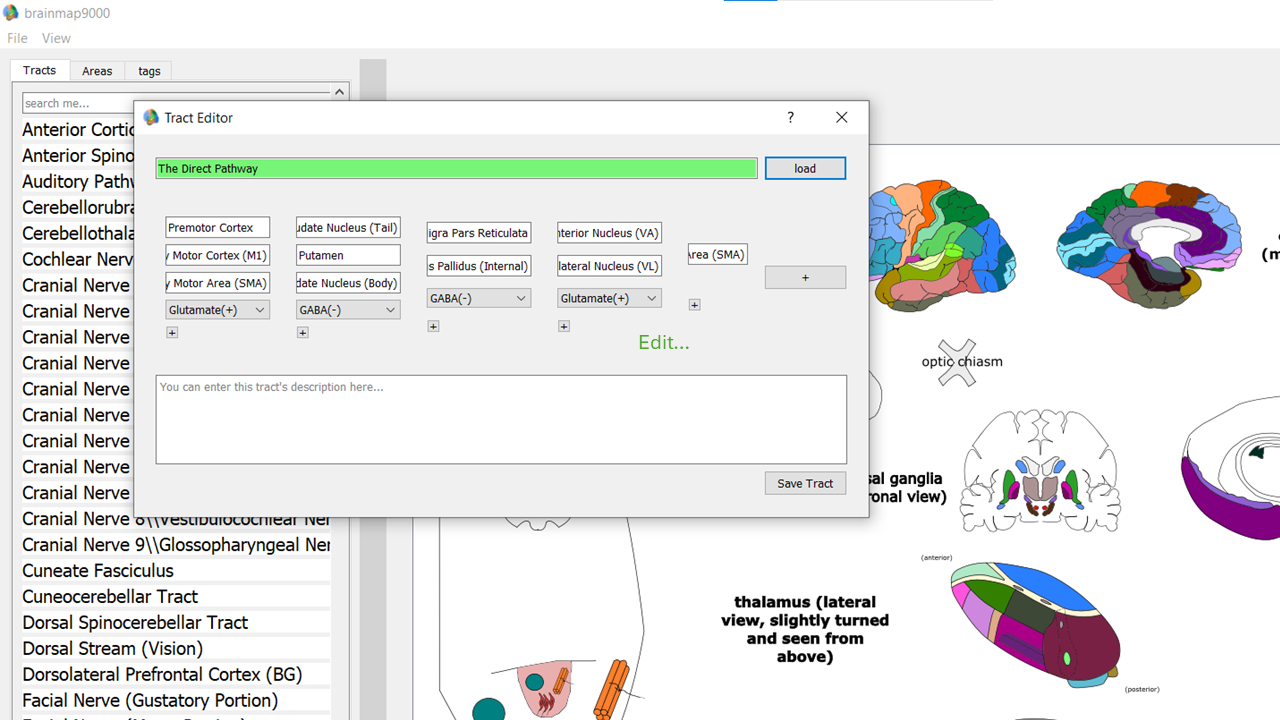 brainmap9000
File View
Tracts Areas tags
search me...
Anterior Cortic
Anterior Spino
Auditory Pathw
Cerebellorubra
Cerebellothala
Cochlear Nerv
Cranial Nerve
Cranial Nerve
Cranial Nerve
Cranial Nerve
Cranial Nerve
Cranial Nerve
Cranial Nerve
Cranial Nerve
Cranial Nerve
Cranial Nerve 8\\Vestibulocochlear Ner
Cranial Nerve 9\\Glossopharyngeal Ner
Cuneate Fasciculus
Cuneocerebellar Tract
Dorsal Spinocerebellar Tract
Dorsal Stream (Vision)
Dorsolateral Prefrontal Cortex (BG)
Facial Nerve (Gustatory Portion)
Tract Editor ?
The Direct Pathway load
Premotor Cortex
y Motor Cortex (M1)
y Motor Area (SMA)
Glutamate(+)
+
udate Nucleus (Tail)
Putamen
date Nucleus (Body)
GABA(-)
+
igra Pars Reticulata
s Pallidus (Internal)
GABA(-)
+
nterior Nucleus (VA)
lateral Nucleus (VL)
Glutamate(+)
+
Area (SMA)
+
+
Edit...
You can enter this tract's description here...
Save Tract
(m
optic chiasm
sal ganglia
ronal view)
(anterior)
thalamus (lateral
view, slightly turned
and seen from
above)
(posterior)